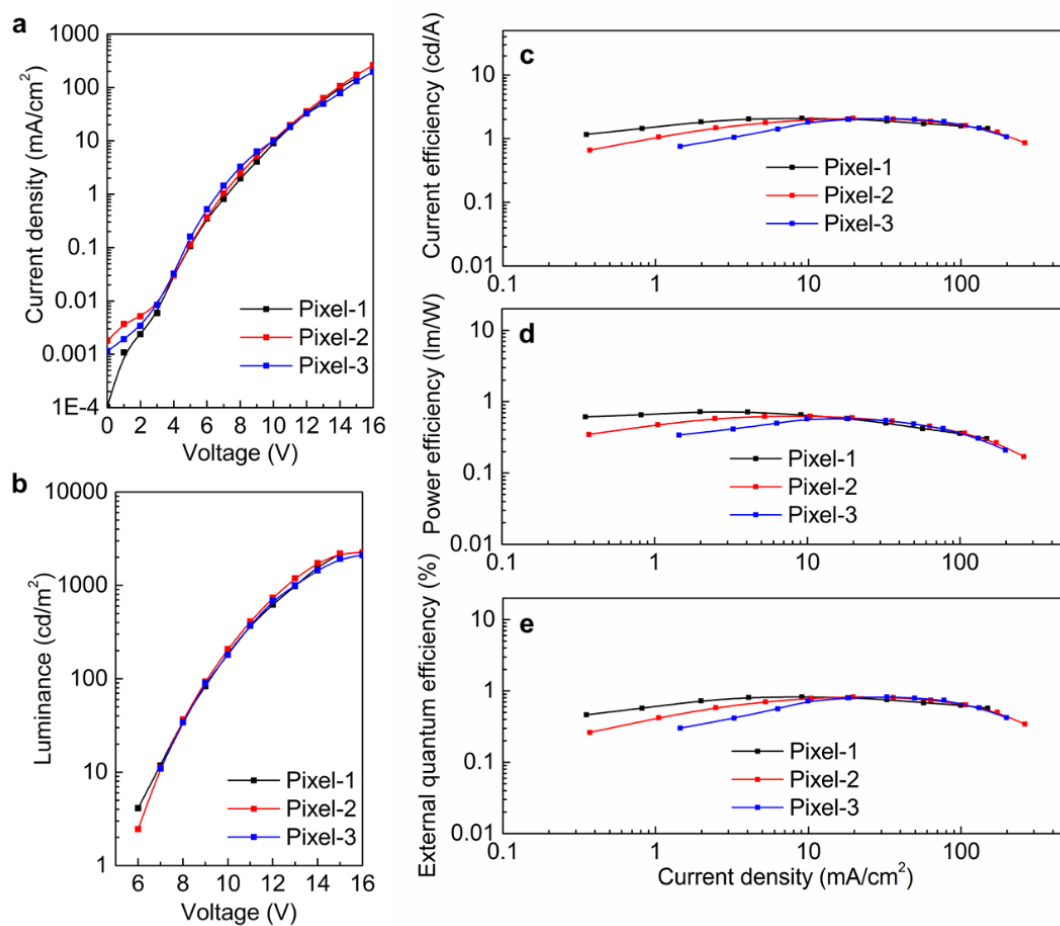 a
Current density (mA/cm²)
1000
100
10
1
0.1
0.01
0.001
1E-4
0 2 4 6 8 10 12 14 16
Voltage (V)
Pixel-1
Pixel-2
Pixel-3
b
Luminance (cd/m²)
10000
1000
100
10
1
6 8 10 12 14 16
Voltage (V)
Pixel-1
Pixel-2
Pixel-3
c
Current efficiency (cd/A)
10
1
0.1
0.01
0.1 1 10 100
Pixel-1
Pixel-2
Pixel-3
d
Power efficiency (lm/W)
10
1
0.1
0.01
0.1 1 10 100
Pixel-1
Pixel-2
Pixel-3
e
External quantum efficiency (%)
10
1
0.1
0.01
0.1 1 10 100
Current density (mA/cm²)
Pixel-1
Pixel-2
Pixel-3